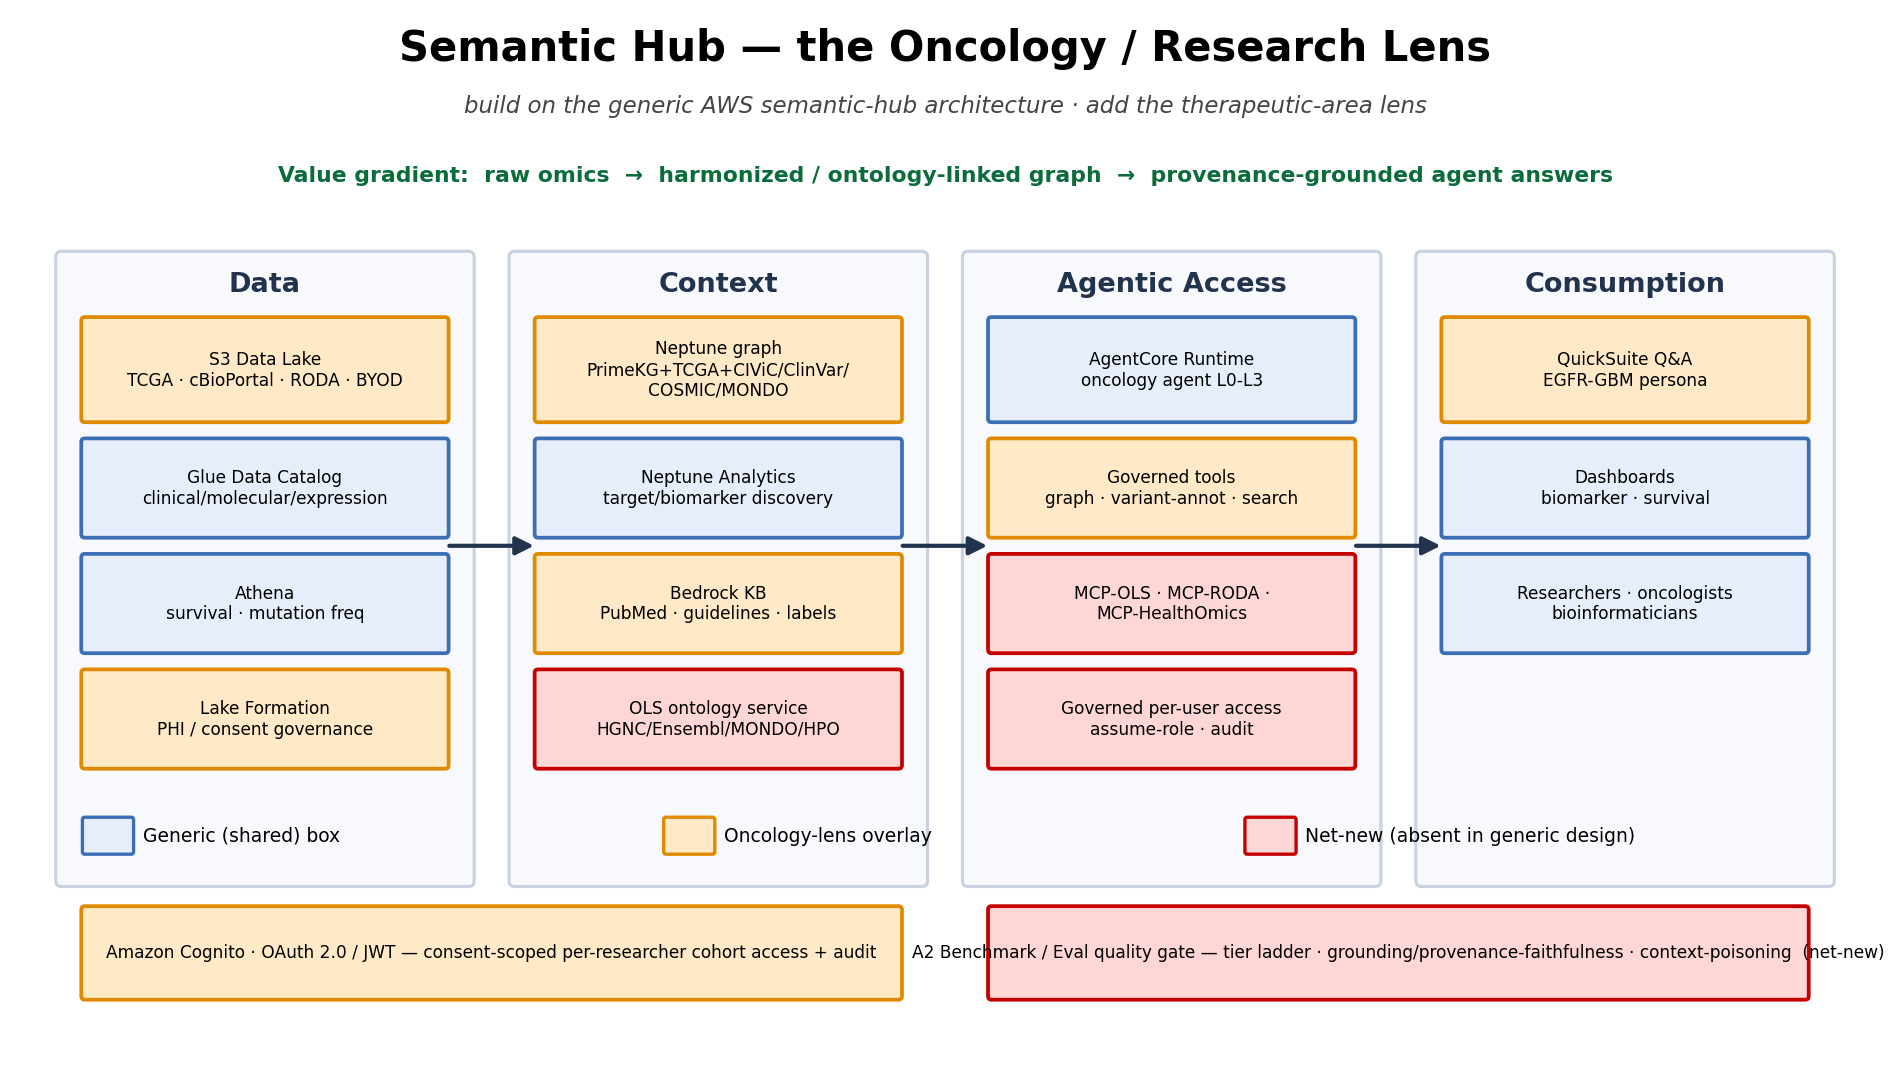 Semantic Hub — the Oncology / Research Lens
build on the generic AWS semantic-hub architecture · add the therapeutic-area lens
Value gradient: raw omics → harmonized / ontology-linked graph → provenance-grounded agent answers
Data
S3 Data Lake
TCGA · cBioPortal · RODA · BYOD
Glue Data Catalog
clinical/molecular/expression
Athena
survival · mutation freq
Lake Formation
PHI / consent governance
Context
Neptune graph
PrimeKG+TCGA+CIViC/ClinVar/
COSMIC/MONDO
Neptune Analytics
target/biomarker discovery
Bedrock KB
PubMed · guidelines · labels
OLS ontology service
HGNC/Ensembl/MONDO/HPO
Agentic Access
AgentCore Runtime
oncology agent L0-L3
Governed tools
graph · variant-annot · search
MCP-OLS · MCP-RODA ·
MCP-HealthOmics
Governed per-user access
assume-role · audit
Consumption
QuickSuite Q&A
EGFR-GBM persona
Dashboards
biomarker · survival
Researchers · oncologists
bioinformaticians
Generic (shared) box
Oncology-lens overlay
Net-new (absent in generic design)
Amazon Cognito · OAuth 2.0 / JWT — consent-scoped per-researcher cohort access + audit
A2 Benchmark / Eval quality gate — tier ladder · grounding/provenance-faithfulness · context-poisoning (net-new)